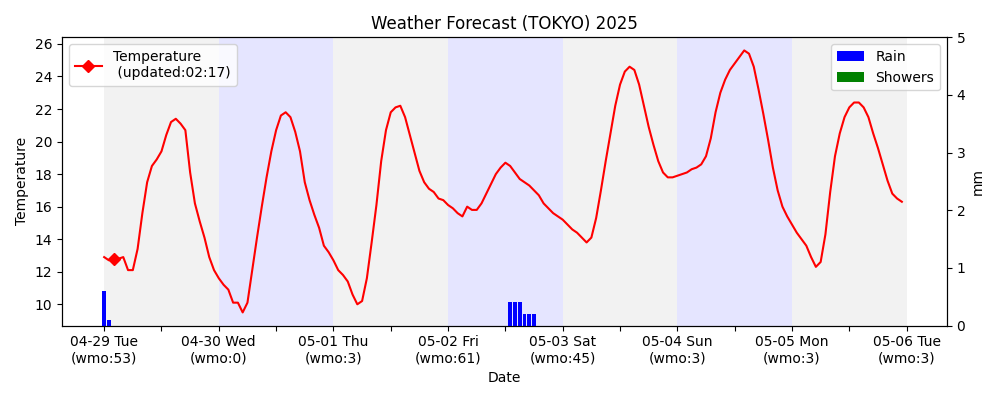 Weather Forecast (TOKYO) 2025
Temperature
(updated:02:17)
Rain
Showers
26
24
22
20
18
16
14
12
10
Temperature
5
4
3
2
1
0
mm
04-29 Tue
(wmo:53)
04-30 Wed
(wmo:0)
05-01 Thu
(wmo:3)
05-02 Fri
(wmo:61)
05-03 Sat
(wmo:45)
05-04 Sun
(wmo:3)
05-05 Mon
(wmo:3)
05-06 Tue
(wmo:3)
Date